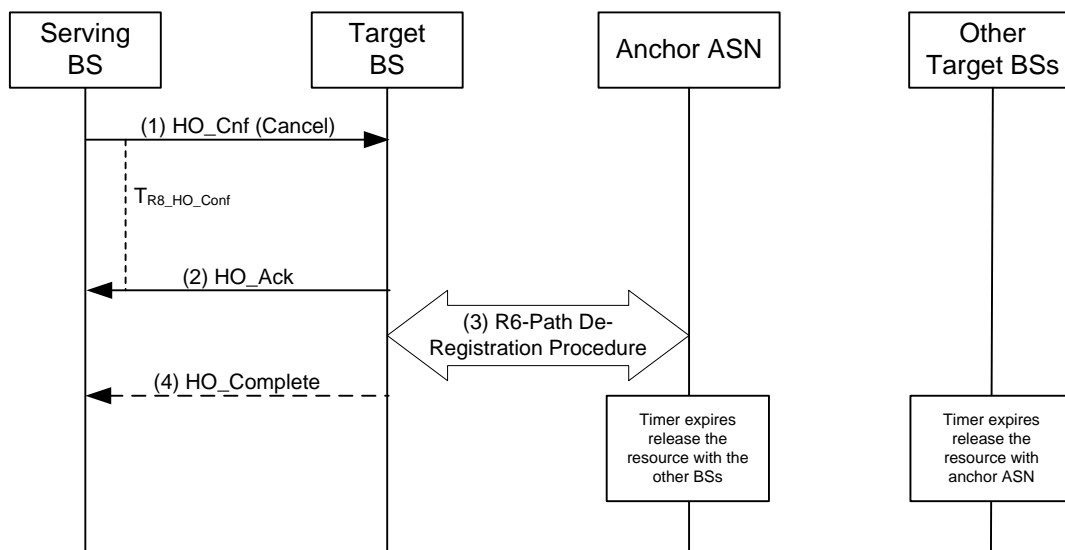 Serving
BS
Target
BS
Anchor ASN
Other
Target BSs
(1) HO_Cnf (Cancel)
TR8_HO_Conf
(2) HO_Ack
(3) R6-Path De-
Registration Procedure
(4) HO_Complete
Timer expires
release the
resource with the
other BSs
Timer expires
release the
resource with
anchor ASN